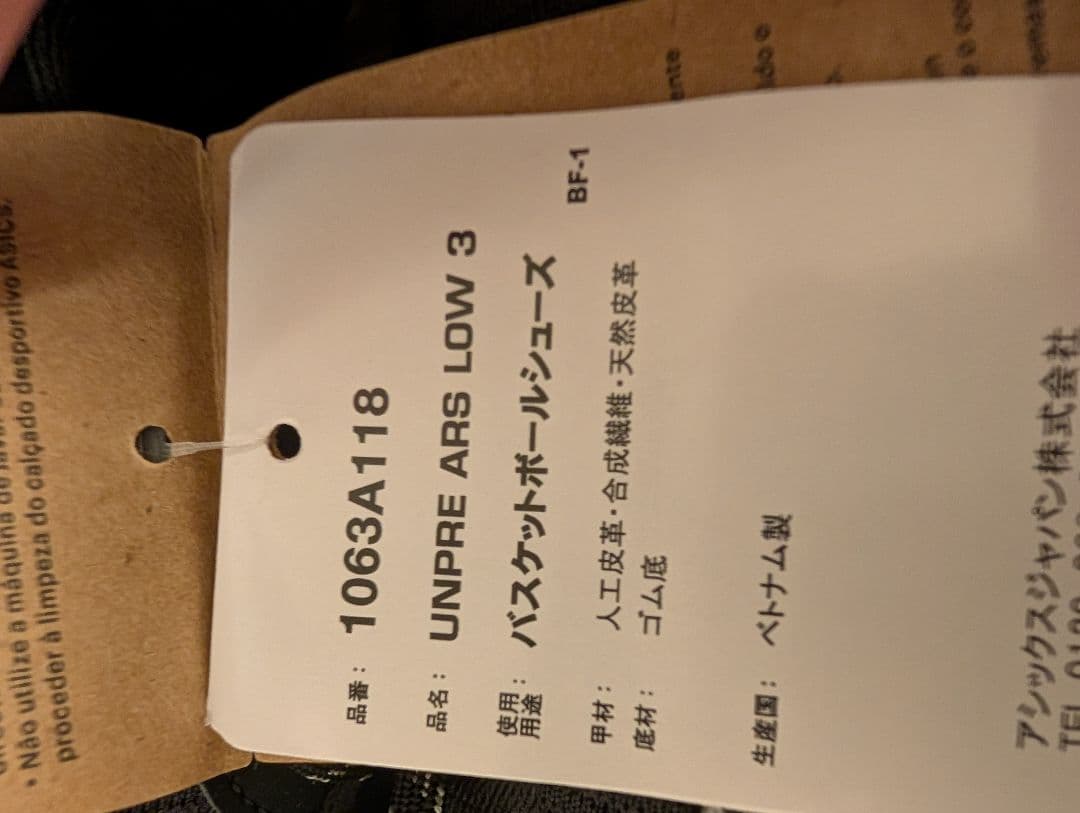 品番： 1063A118
品名： UNPRE ARS LOW 3
使用用途： バスケットボールシューズ
BF-1
甲材： 人工皮革・合成繊維・天然皮革
底材： ゴム底
生産国： ベトナム製
アシックスジャパン株式会社
TEL 0120
• Não utilize a máquina de
proceder à limpeza do calçado desportivo ASICS.